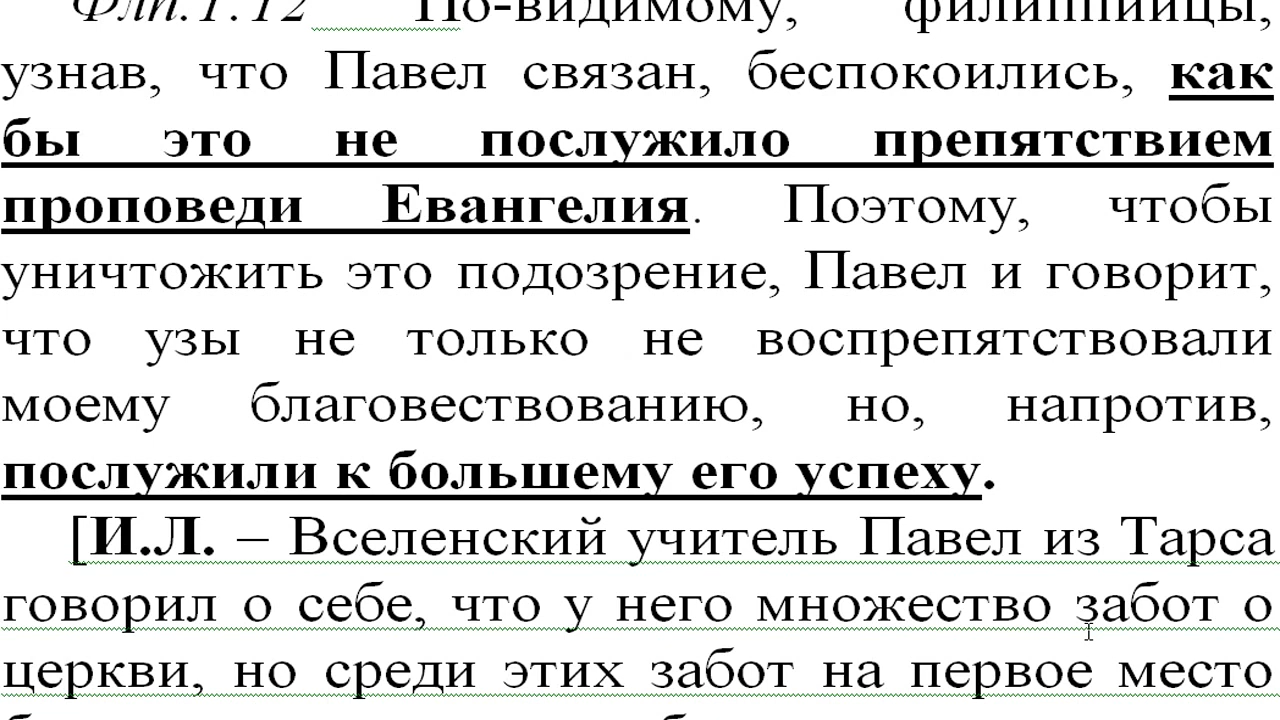 Флп.1:12 По-видимому, филиппийцы,
узнав, что Павел связан, беспокоились, как
бы это не послужило препятствием
проповеди Евангелия. Поэтому, чтобы
уничтожить это подозрение, Павел и говорит,
что узы не только не воспрепятствовали
моему благовествованию, но, напротив,
послужили к большему его успеху.
[И.Л. – Вселенский учитель Павел из Тарса
говорил о себе, что у него множество забот о
церкви, но среди этих забот на первое место